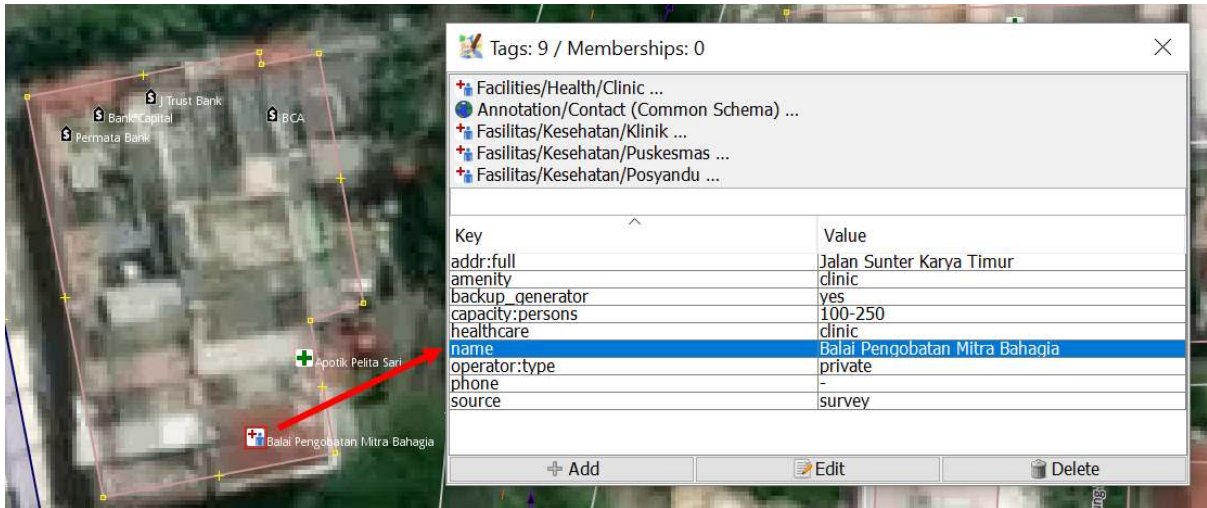 J Trust Bank
Bank Capital
BCA
Permata Bank
Apotik Pelita Sari
Balai Pengobatan Mitra Bahagia
Tags: 9 / Memberships: 0
Facilities/Health/Clinic ...
Annotation/Contact (Common Schema) ...
Fasilitas/Kesehatan/Klinik ...
Fasilitas/Kesehatan/Puskesmas ...
Fasilitas/Kesehatan/Posyandu ...
Key Value
addr:full Jalan Sunter Karya Timur
amenity clinic
backup_generator yes
capacity:persons 100-250
healthcare clinic
name Balai Pengobatan Mitra Bahagia
operator:type private
phone -
source survey
Add Edit Delete